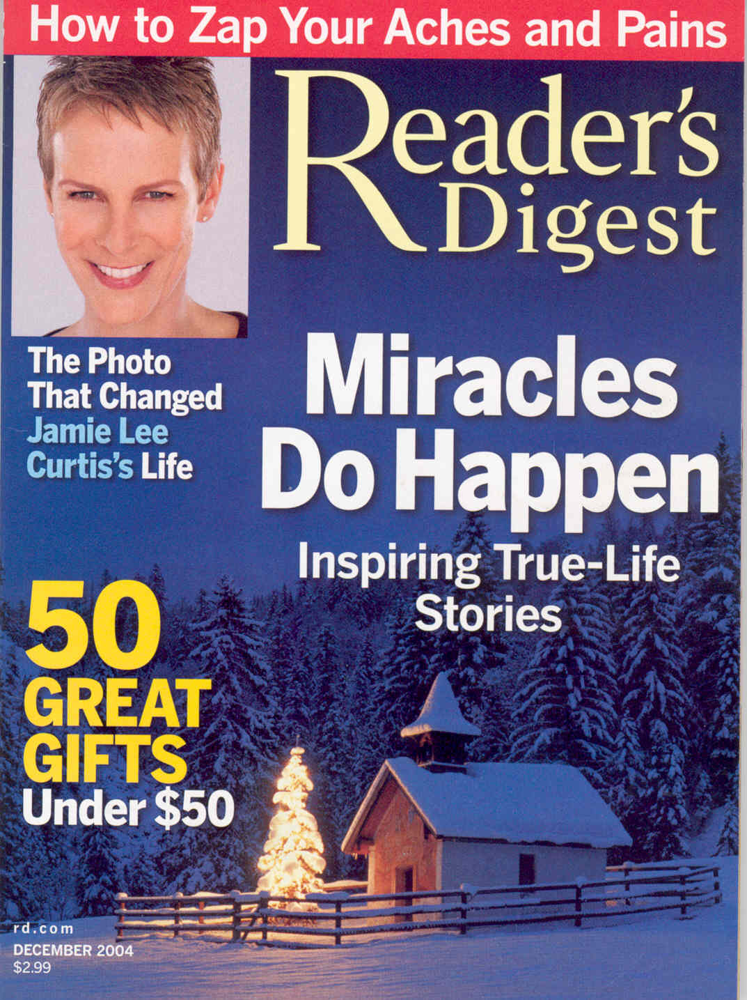 How to Zap Your Aches and Pains
Reader's
Digest
The Photo
That Changed
Jamie Lee
Curtis's Life
Miracles
Do Happen
Inspiring True-Life
Stories
50
GREAT
GIFTS
Under $50
rd.com
DECEMBER 2004
$2.99